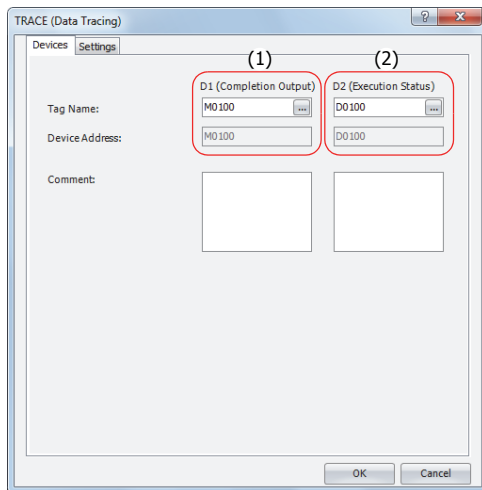 TRACE (Data Tracing)
Devices Settings
(1) (2)
D1 (Completion Output) D2 (Execution Status)
Tag Name: M0100 ... D0100 ...
Device Address: M0100 D0100
Comment:
OK Cancel